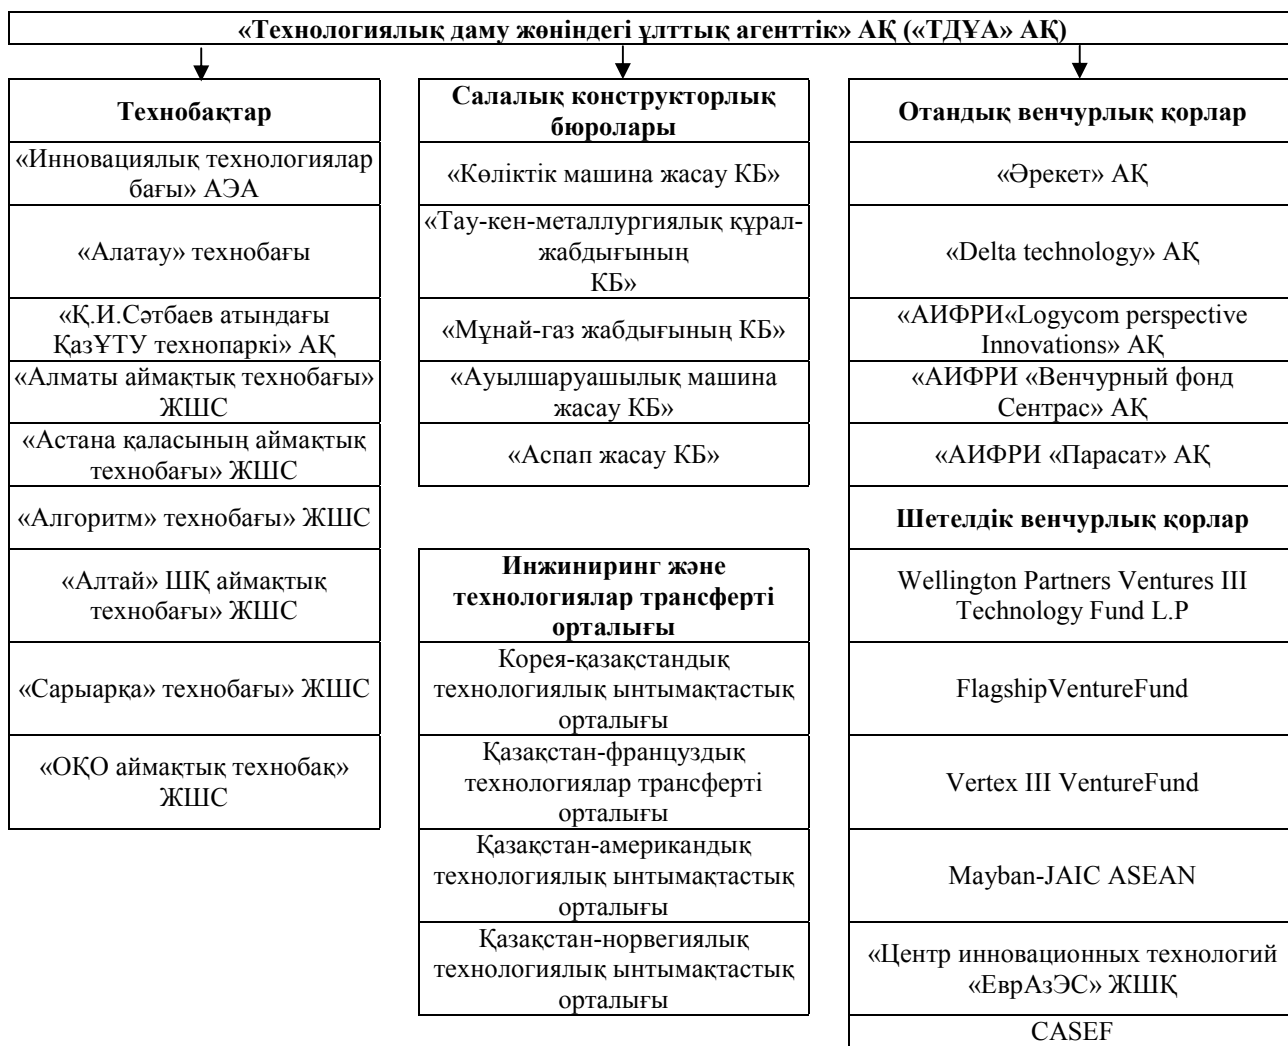 «Технологиялық даму жөніндегі ұлттық агенттік» АҚ («ТДҰА» АҚ)
Технобақтар
«Инновациялық технологиялар
бағы» АЭА
«Алатау» технобағы
«Қ.И.Сәтбаев атындағы
ҚазҰТУ технопаркі» АҚ
«Алматы аймақтық технобағы»
ЖШС
«Астана қаласының аймақтық
технобағы» ЖШС
«Алгоритм» технобағы» ЖШС
«Алтай» ШҚ аймақтық
технобағы» ЖШС
«Сарыарқа» технобағы» ЖШС
«ОҚО аймақтық технобақ»
ЖШС
Салалық конструкторлық
бюролары
«Көліктік машина жасау КБ»
«Тау-кен-металлургиялық құрал-
жабдығының
КБ»
«Мұнай-газ жабдығының КБ»
«Ауылшаруашылық машина
жасау КБ»
«Аспап жасау КБ»
Инжиниринг және
технологиялар трансферті
орталығы
Корея-қазақстандық
технологиялық ынтымақтастық
орталығы
Қазақстан-француздық
технологиялар трансферті
орталығы
Қазақстан-американдық
технологиялық ынтымақтастық
орталығы
Қазақстан-норвегиялық
технологиялық ынтымақтастық
орталығы
Отандық венчурлық қорлар
«Әрекет» АҚ
«Delta technology» АҚ
«АИФРИ«Logycom perspective
Innovations» АҚ
«АИФРИ «Венчурный фонд
Сентрас» АҚ
«АИФРИ «Парасат» АҚ
Шетелдік венчурлық қорлар
Wellington Partners Ventures III
Technology Fund L.P
FlagshipVentureFund
Vertex III VentureFund
Mayban-JAIC ASEAN
«Центр инновационных технологий
«ЕврАзЭС» ЖШҚ
CASEF